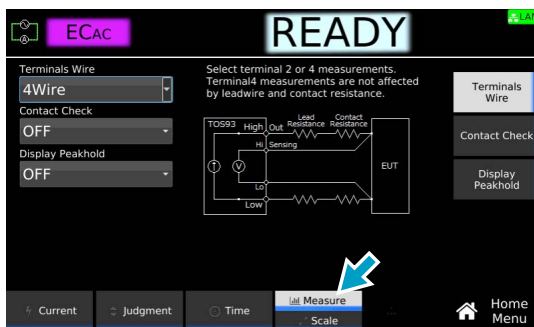 ECAC
READY
LAN
Terminals Wire
4Wire
Contact Check
OFF
Display Peakhold
OFF
Select terminal 2 or 4 measurements.
Terminal4 measurements are not affected
by leadwire and contact resistance.
TOS93
High
Out
Lead
Resistance
Contact
Resistance
Hi
Sensing
V
EUT
Lo
Low
Terminals
Wire
Contact Check
Display
Peakhold
Current
Judgment
Time
Measure
Scale
Home
Menu